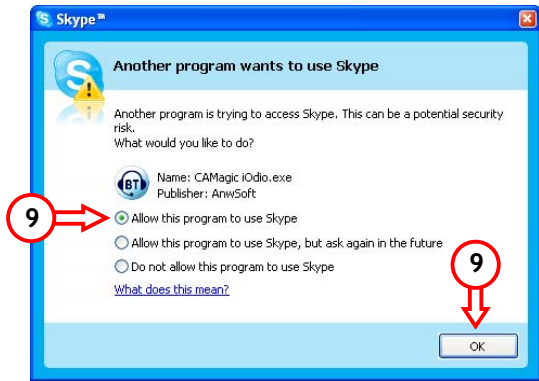 Skype™
Another program wants to use Skype
Another program is trying to access Skype. This can be a potential security
risk.
What would you like to do?
BT
Name: CAMagic iOdio.exe
Publisher: AnwSoft
9
Allow this program to use Skype
Allow this program to use Skype, but ask again in the future
Do not allow this program to use Skype
9
What does this mean?
OK